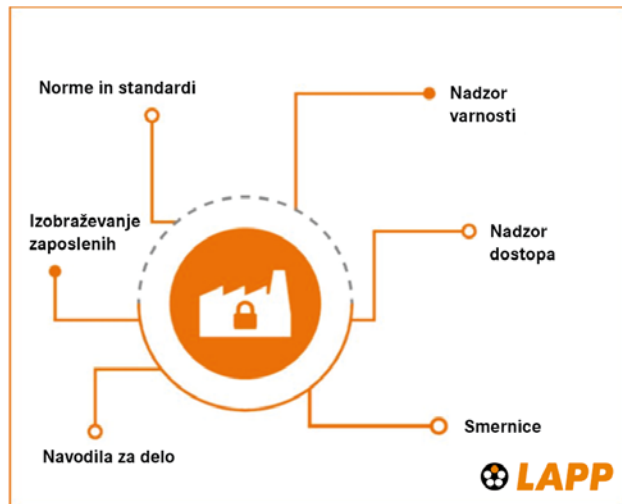 Norme in standardi
Nadzor
varnosti
Izobraževanje
zaposlenih
Nadzor
dostopa
Navodila za delo
Smernice
LAPP